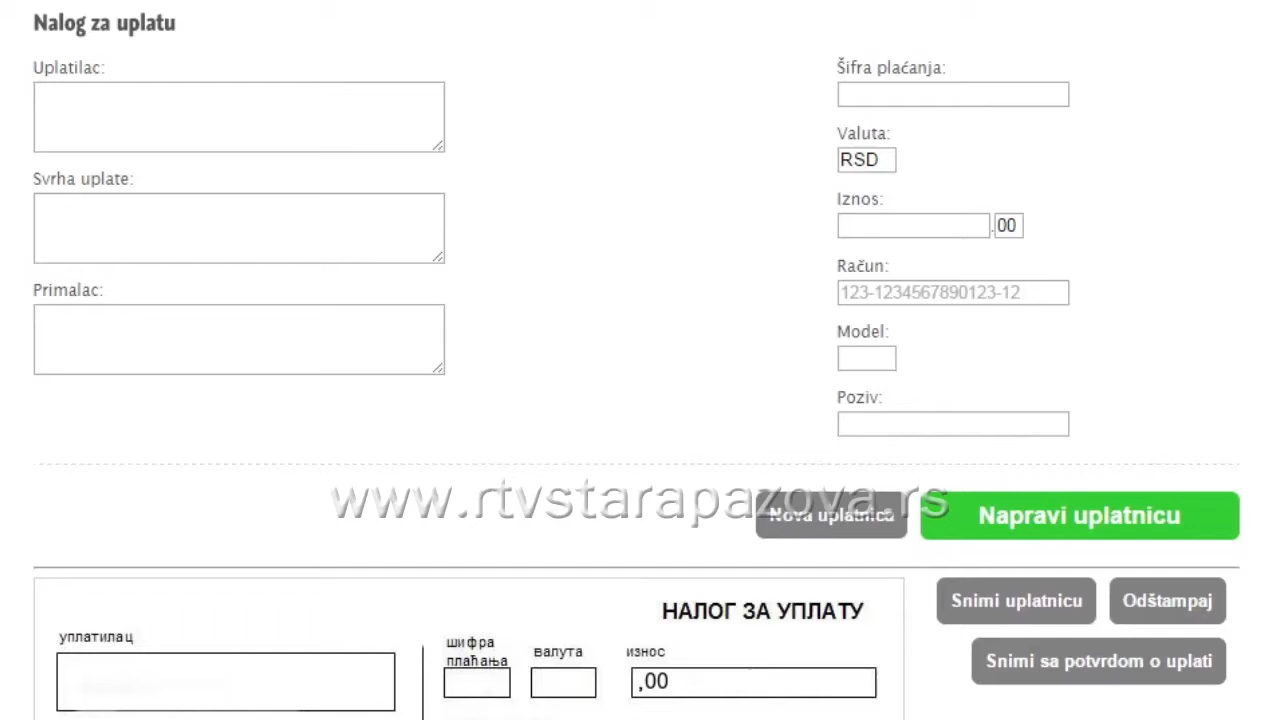 Nalog za uplatu
Uplatilac:
Svrha uplate:
Primalac:
Šifra plaćanja:
Valuta:
RSD
Iznos:
.00
Račun:
123-1234567890123-12
Model:
Poziv:
www.rtvstarapazova.rs
Nova uplatnica
Napravi uplatnicu
Snimi uplatnicu
Odštampaj
Snimi sa potvrdom o uplati
НАЛОГ ЗА УПЛАТУ
уплатилац
шифра
плаћања
валута
износ
,00